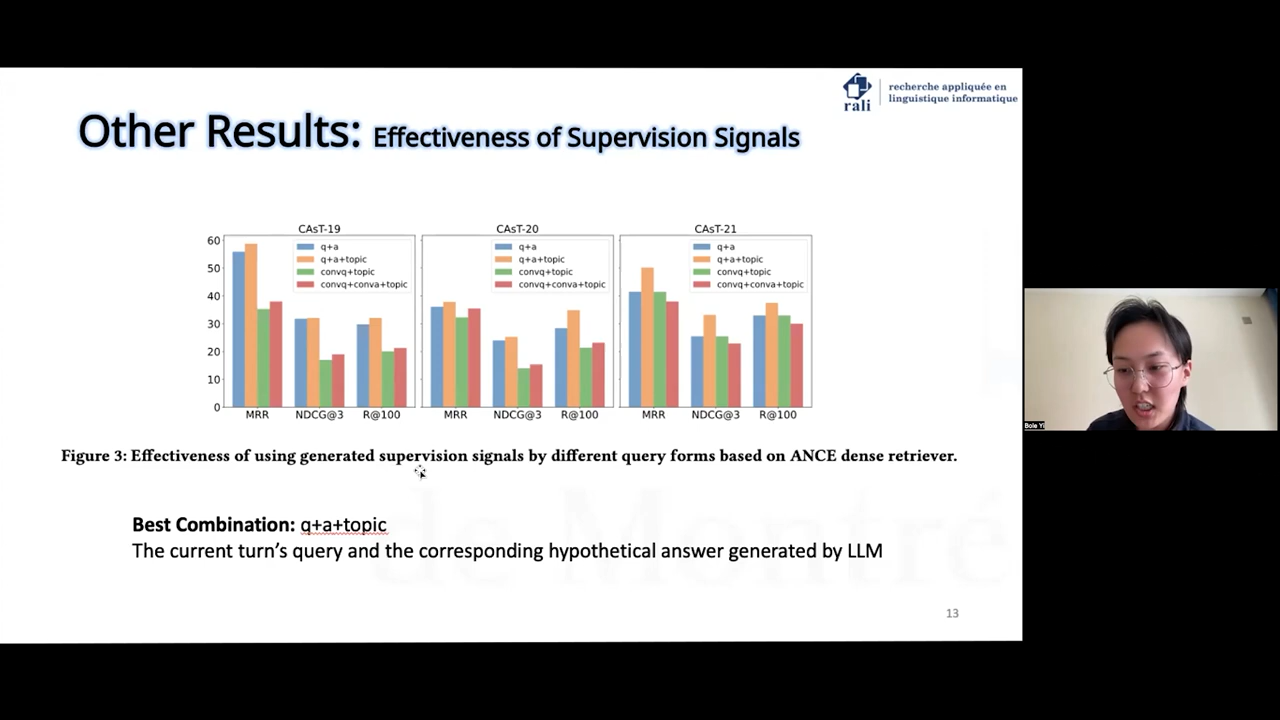 rali
recherche appliquée en
linguistique informatique
Other Results: Effectiveness of Supervision Signals
CAsT-19
CAsT-20
CAsT-21
60
50
40
30
20
10
0
q+a
q+a+topic
convq+topic
convq+conva+topic
q+a
q+a+topic
convq+topic
convq+conva+topic
q+a
q+a+topic
convq+topic
convq+conva+topic
MRR NDCG@3 R@100
MRR NDCG@3 R@100
MRR NDCG@3 R@100
Figure 3: Effectiveness of using generated supervision signals by different query forms based on ANCE dense retriever.
Best Combination: q+a+topic
The current turn's query and the corresponding hypothetical answer generated by LLM
de Montré
13
Bole Yi